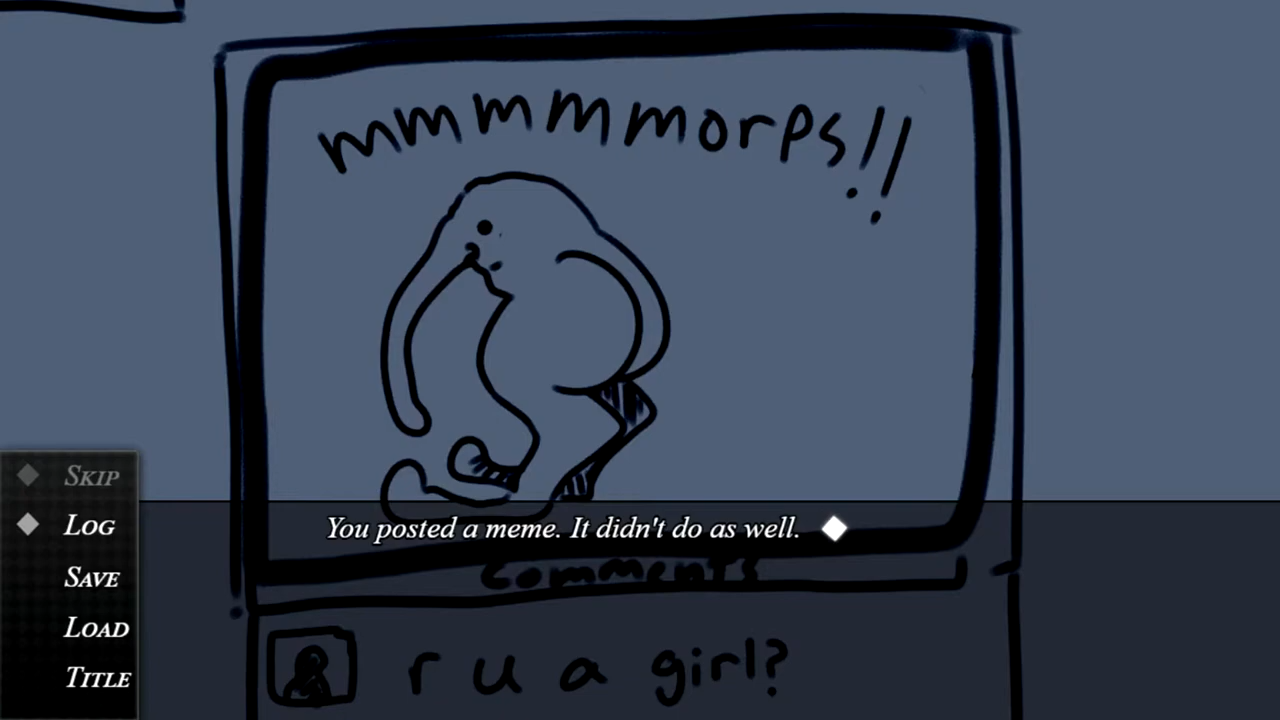 mmmmmorps!!
SKIP
LOG
SAVE
LOAD
TITLE
You posted a meme. It didn't do as well.
comments
r u a girl?